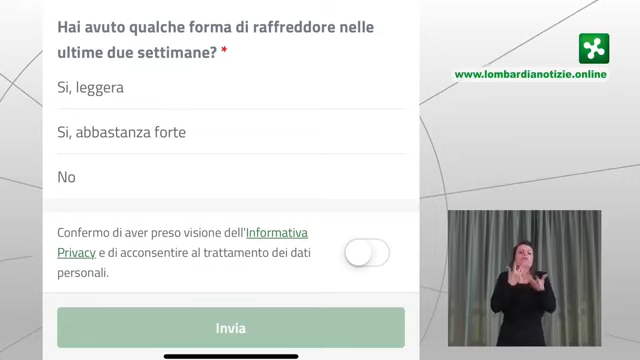 Hai avuto qualche forma di raffreddore nelle
ultime due settimane? *
Si, leggera
Si, abbastanza forte
No
Confermo di aver preso visione dell'Informativa
Privacy e di acconsentire al trattamento dei dati
personali.
Invia
www.lombardianotizie.online